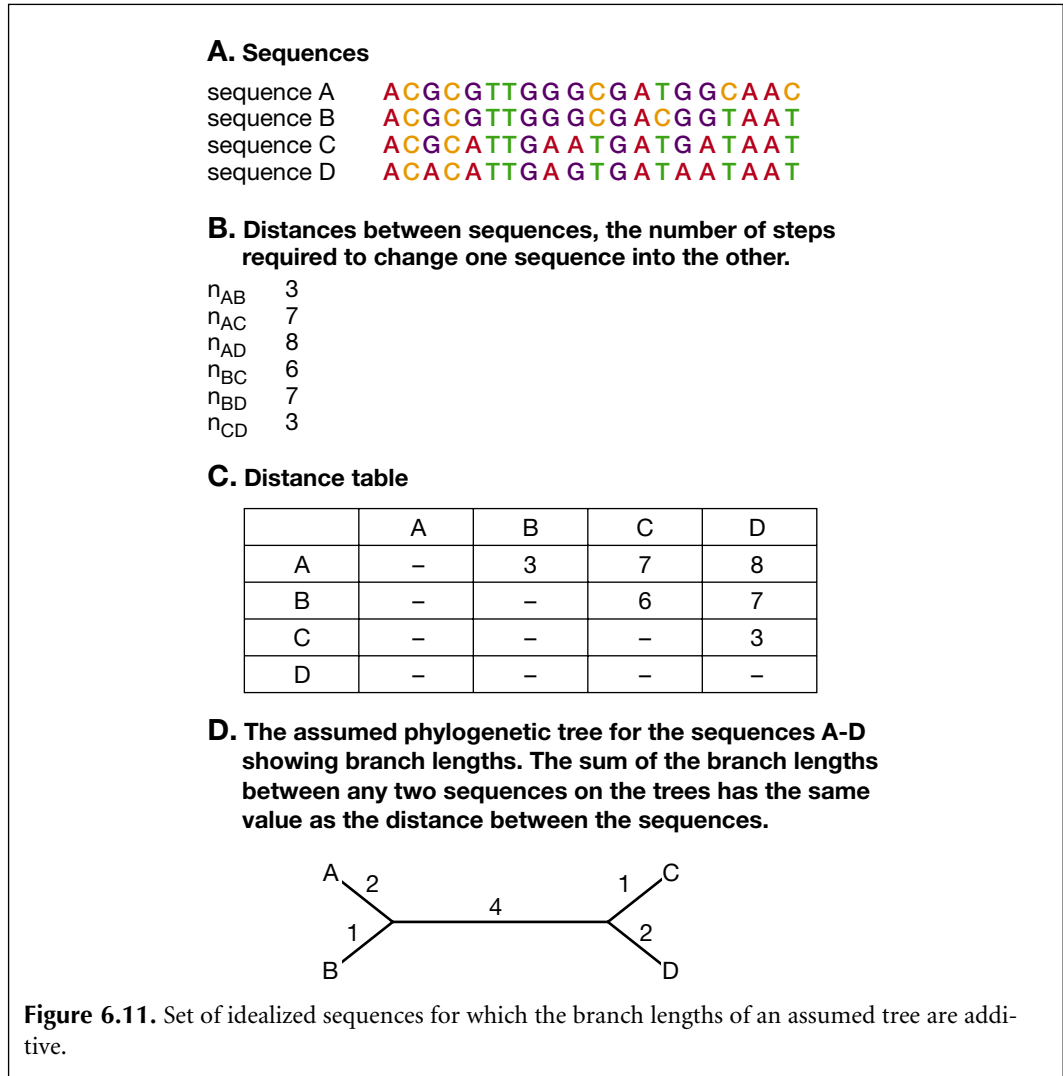 A. Sequences
sequence A ACGCGTTGGGCGATGGCAAC
sequence B ACGCGTTGGGCGACGGTAAT
sequence C ACGCATTGAATGATGATAAT
sequence D ACACATTGAGTGATAATAAT
B. Distances between sequences, the number of steps
required to change one sequence into the other.
nAB 3
nAC 7
nAD 8
nBC 6
nBD 7
nCD 3
C. Distance table
A B C D
A – 3 7 8
B – – 6 7
C – – – 3
D – – – –
D. The assumed phylogenetic tree for the sequences A-D
showing branch lengths. The sum of the branch lengths
between any two sequences on the trees has the same
value as the distance between the sequences.
A 2 1 C
4
1 2
B D
Figure 6.11. Set of idealized sequences for which the branch lengths of an assumed tree are addi-
tive.